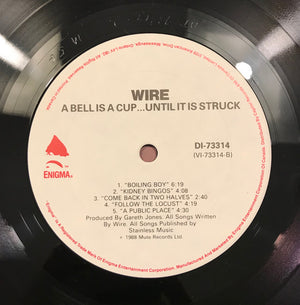 WIRE
A BELL IS A CUP...UNTIL IT IS STRUCK
DI-73314
(VI-73314-B)
ENIGMA®
1. "BOILING BOY" 6:19
2. "KIDNEY BINGOS" 4:08
3. "COME BACK IN TWO HALVES" 2:40
4. "FOLLOW THE LOCUST" 4:10
5. "A PUBLIC PLACE" 4:30
Produced By Gareth Jones. All Songs Written
By Wire. All Songs Published by
Stainless Music
℗ 1988 Mute Records Ltd.